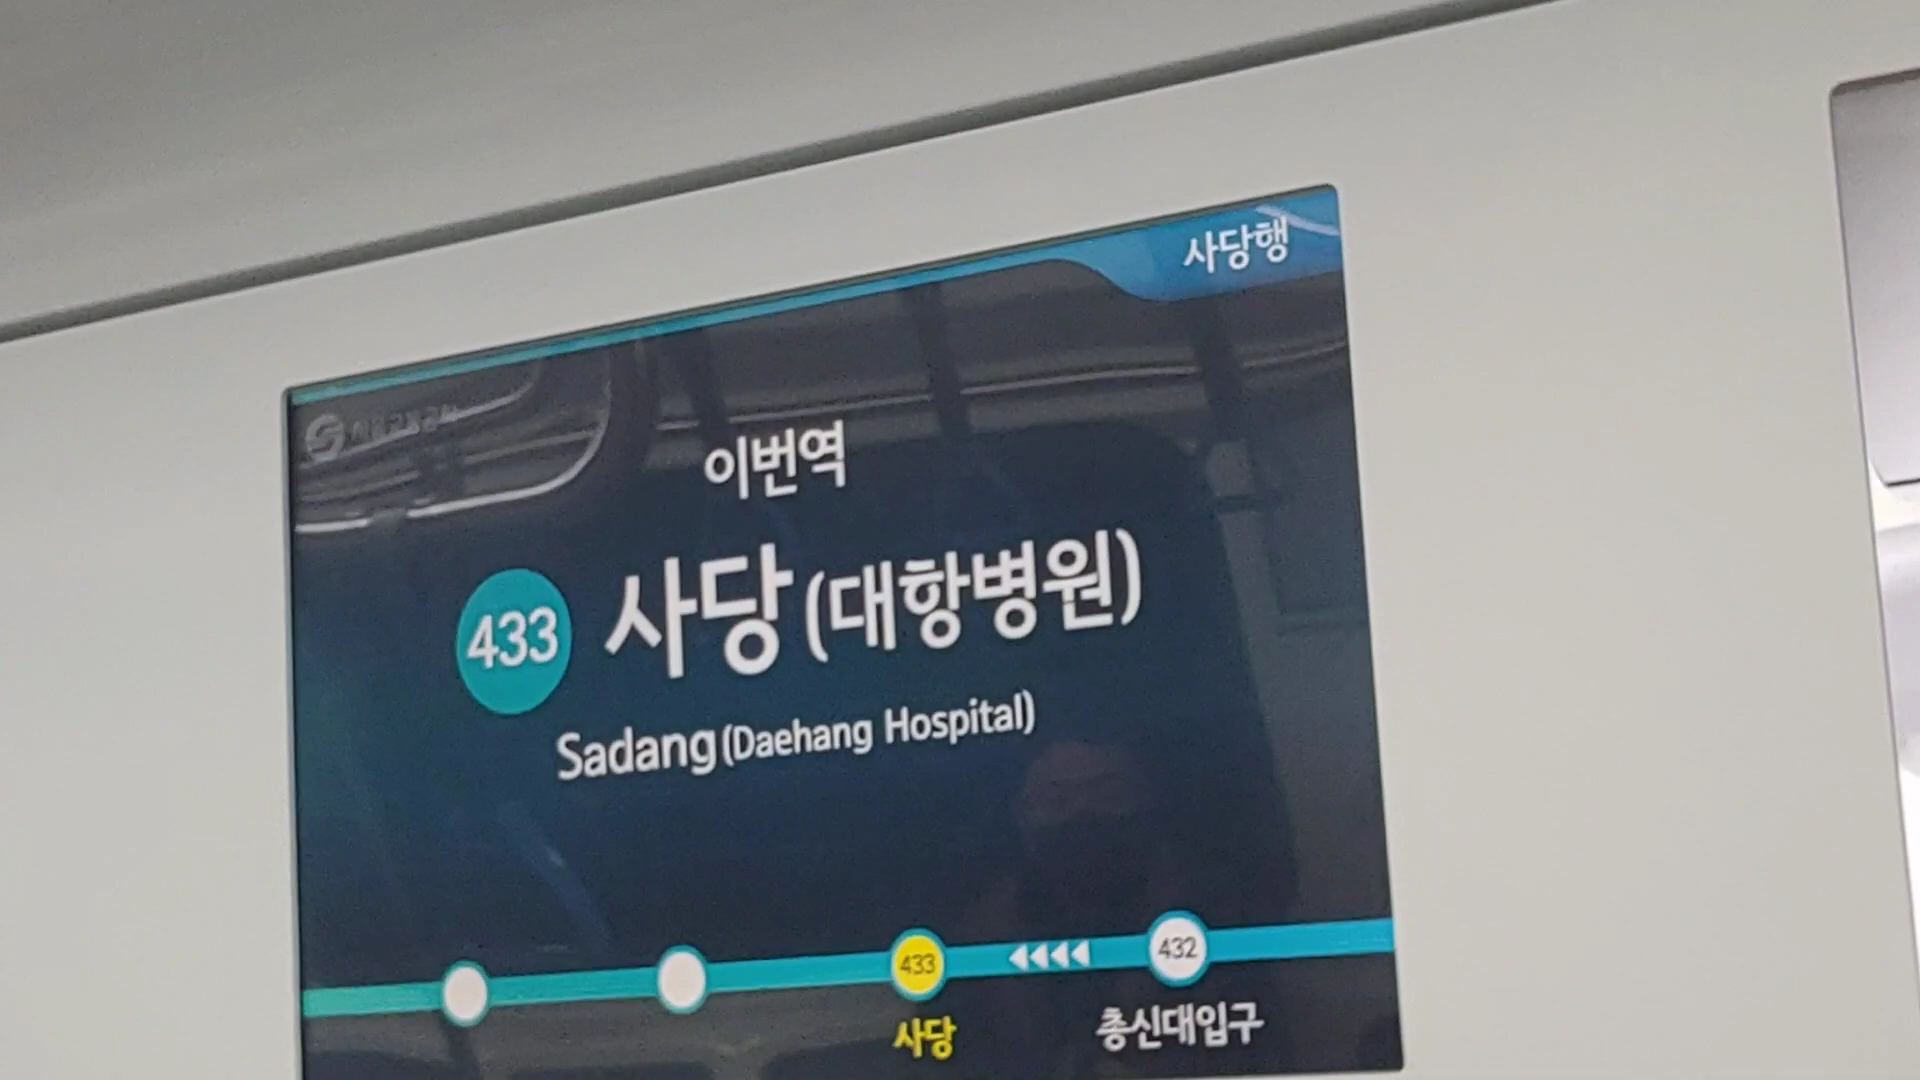 사당행
이번역
433 사당(대항병원)
Sadang(Daehang Hospital)
433 432
사당 총신대입구